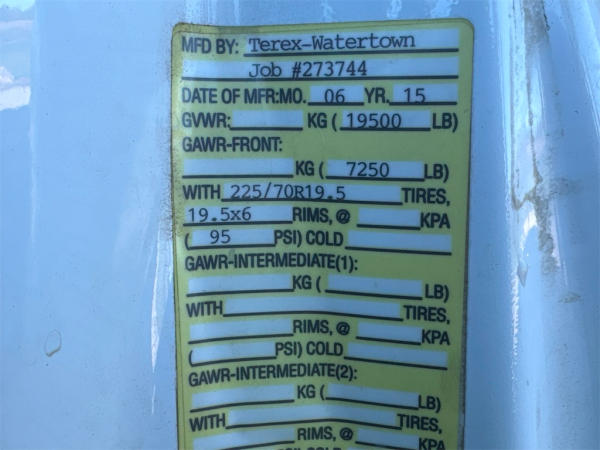 MFD BY: Terex-Watertown
Job #273744
DATE OF MFR:MO. 06 YR. 15
GVWR: KG ( 19500 LB)
GAWR-FRONT:
KG ( 7250 LB)
WITH 225/70R19.5 TIRES,
19.5x6 RIMS, @ KPA
( 95 PSI) COLD
GAWR-INTERMEDIATE(1):
KG ( LB)
WITH TIRES,
RIMS, @ KPA
( PSI) COLD
GAWR-INTERMEDIATE(2):
KG ( LB)
WITH TIRES,
RIMS, @ KPA